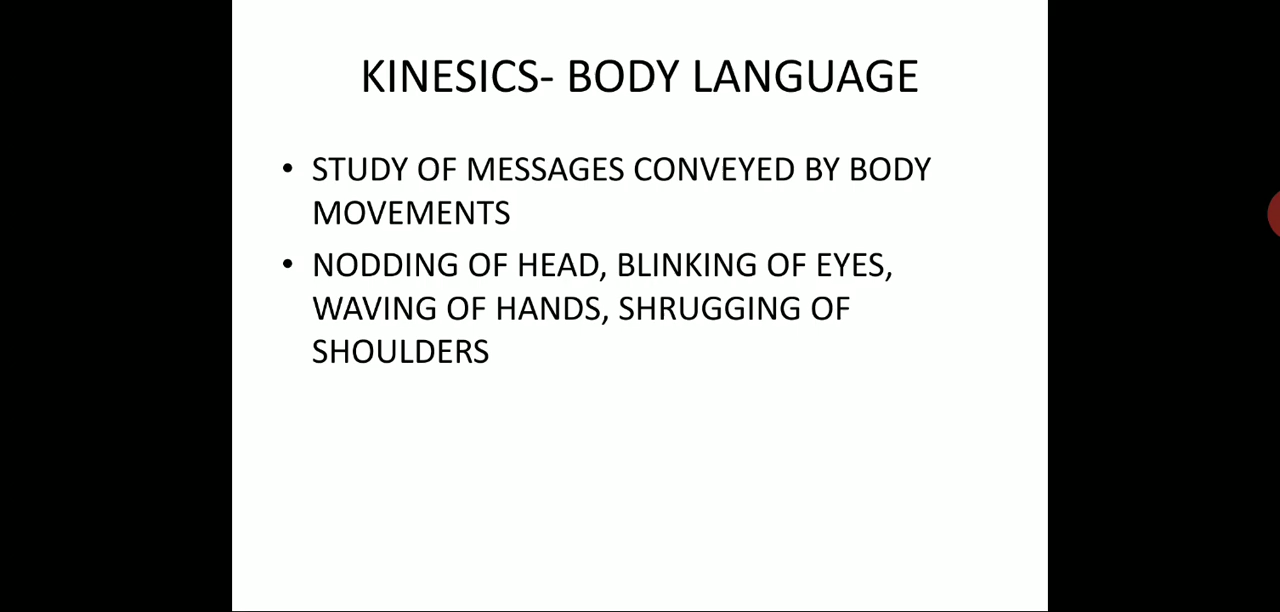 KINESICS- BODY LANGUAGE
• STUDY OF MESSAGES CONVEYED BY BODY
MOVEMENTS
• NODDING OF HEAD, BLINKING OF EYES,
WAVING OF HANDS, SHRUGGING OF
SHOULDERS